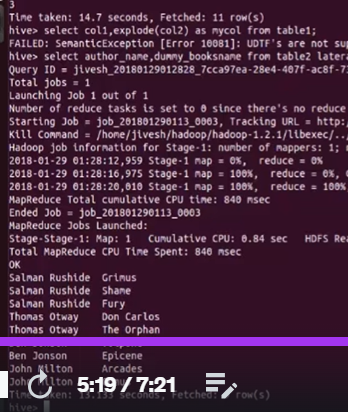 3
Time taken: 14.7 seconds, Fetched: 11 row(s)
hive> select col1,explode(col2) as mycol from table1;
FAILED: SemanticException [Error 10081]: UDTF's are not sup
hive> select author_name,dummy_booksname from table2 latera
Query ID = jivesh_20180129012828_7cca97ea-28e4-407f-ac8f-7
Total jobs = 1
Launching Job 1 out of 1
Number of reduce tasks is set to 0 since there's no reduce
Starting Job = job_201801290113_0003, Tracking URL = http:
Kill Command = /home/jivesh/hadoop/hadoop-1.2.1/libexec/..
Hadoop job information for Stage-1: number of mappers: 1;
2018-01-29 01:28:12,959 Stage-1 map = 0%,  reduce = 0%
2018-01-29 01:28:16,975 Stage-1 map = 100%,  reduce = 0%,
2018-01-29 01:28:20,010 Stage-1 map = 100%,  reduce = 100%
MapReduce Total cumulative CPU time: 840 msec
Ended Job = job_201801290113_0003
MapReduce Jobs Launched:
Stage-Stage-1: Map: 1   Cumulative CPU: 0.84 sec   HDFS Rea
Total MapReduce CPU Time Spent: 840 msec
OK
Salman Rushide  Grimus
Salman Rushide  Shame
Salman Rushide  Fury
Thomas Otway    Don Carlos
Thomas Otway    The Orphan
Ben Jonson      Epicene
John Milton     Arcades
John Milton
5:19 / 7:21
Time taken: 13.133 seconds, row(s)
hive>